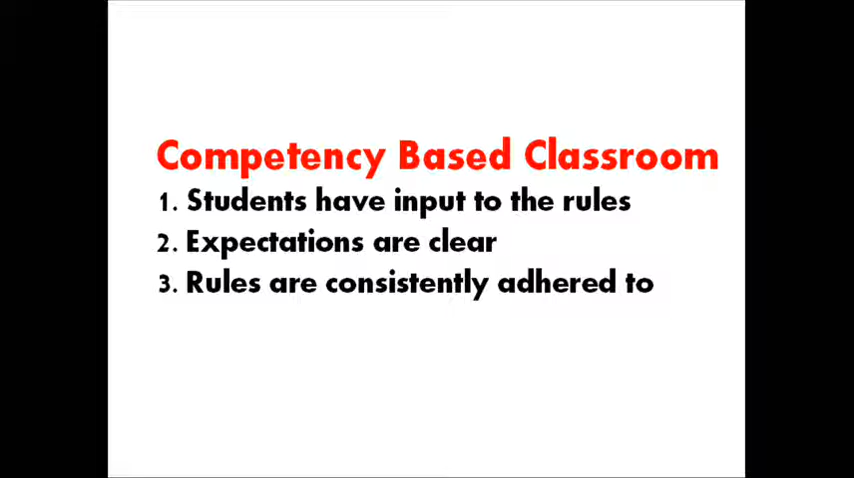 Competency Based Classroom
1. Students have input to the rules
2. Expectations are clear
3. Rules are consistently adhered to